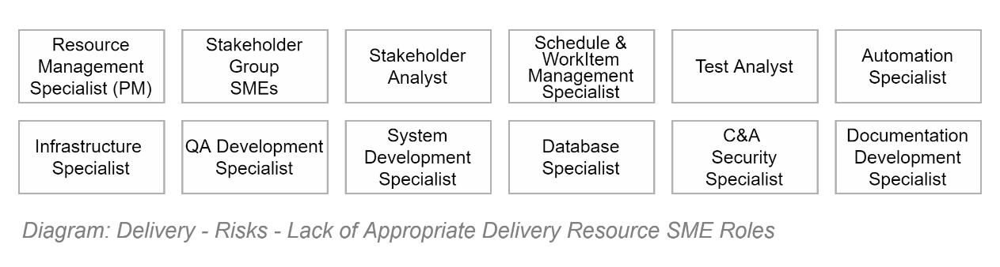 Resource
Management
Specialist (PM)
Stakeholder
Group
SMEs
Stakeholder
Analyst
Schedule &
WorkItem
Management
Specialist
Test Analyst
Automation
Specialist
Infrastructure
Specialist
QA Development
Specialist
System
Development
Specialist
Database
Specialist
C&A
Security
Specialist
Documentation
Development
Specialist
Diagram: Delivery - Risks - Lack of Appropriate Delivery Resource SME Roles